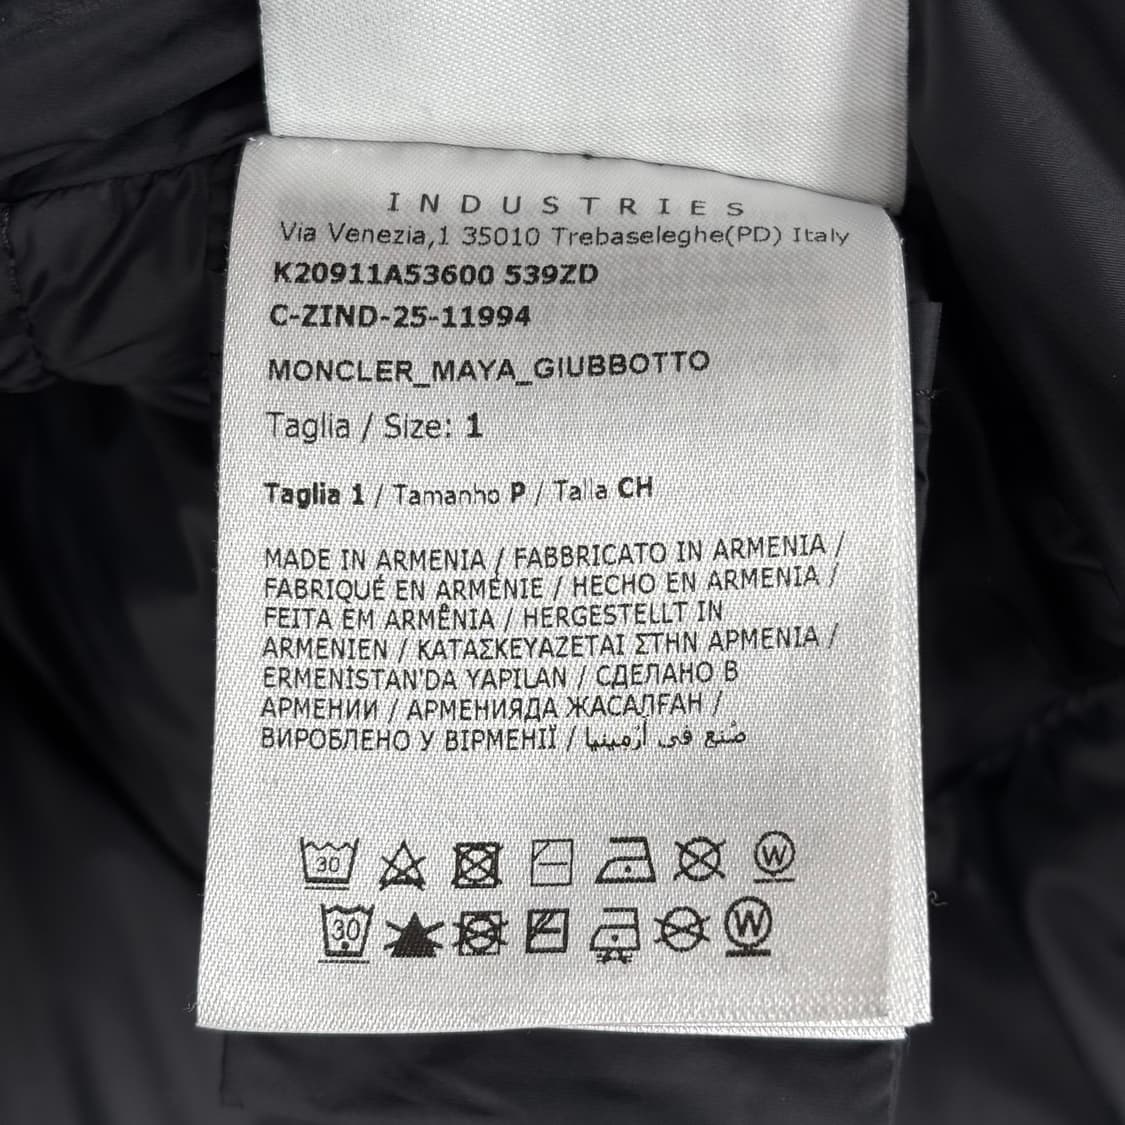 INDUSTRIES
Via Venezia,1 35010 Trebaseleghe(PD) Italy
K20911A53600 539ZD
C-ZIND-25-11994
MONCLER_MAYA_GIUBBOTTO
Taglia / Size: 1
Taglia 1 / Tamanho P / Talla CH
MADE IN ARMENIA / FABBRICATO IN ARMENIA /
FABRIQUÉ EN ARMÉNIE / HECHO EN ARMENIA /
FEITA EM ARMÊNIA / HERGESTELLT IN
ARMENIEN / ΚΑΤΑΣΚΕΥΑΖΕΤΑΙ ΣΤΗΝ ΑΡΜΕΝΙΑ /
ERMENİSTAN'DA YAPILAN / СДЕЛАНО В
АРМЕНИИ / АРМЕНИЯДА ЖАСАЛҒАН /
ВИРОБЛЕНО У ВІРМЕНІЇ / صُنع في أرمينيا
30 W
30 W